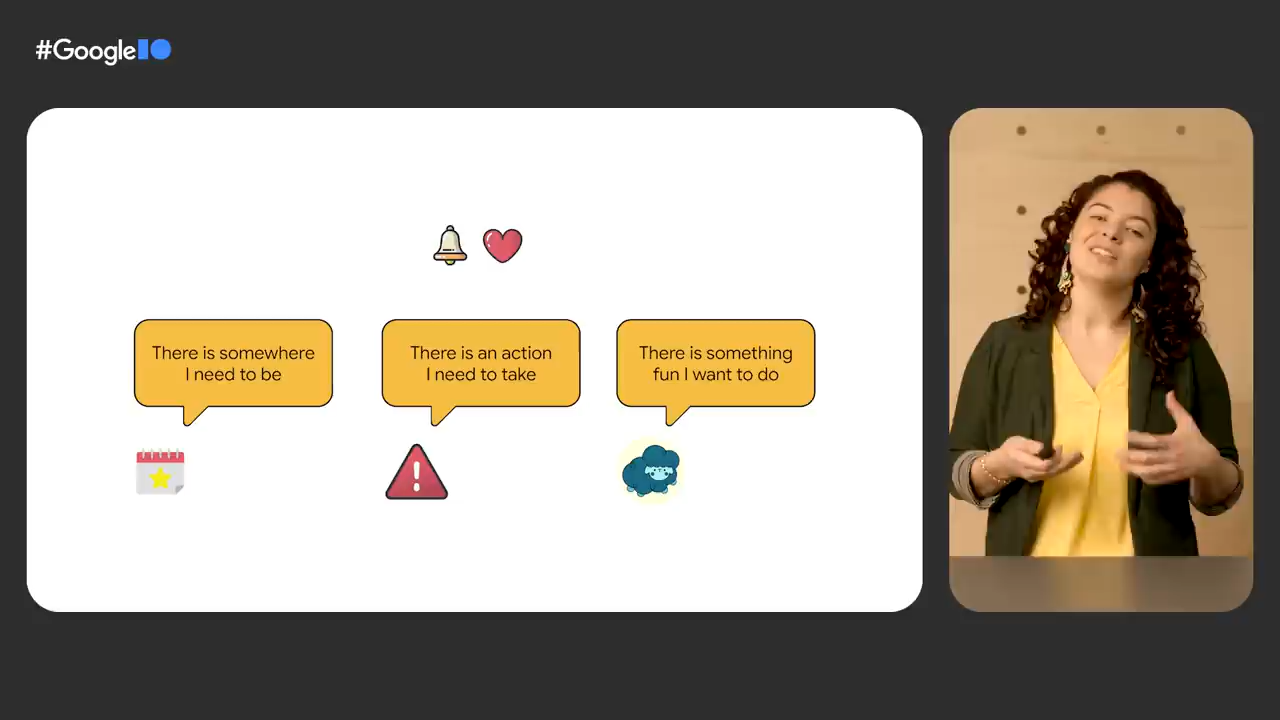 #GoogleIO
There is somewhere
I need to be
There is an action
I need to take
There is something
fun I want to do